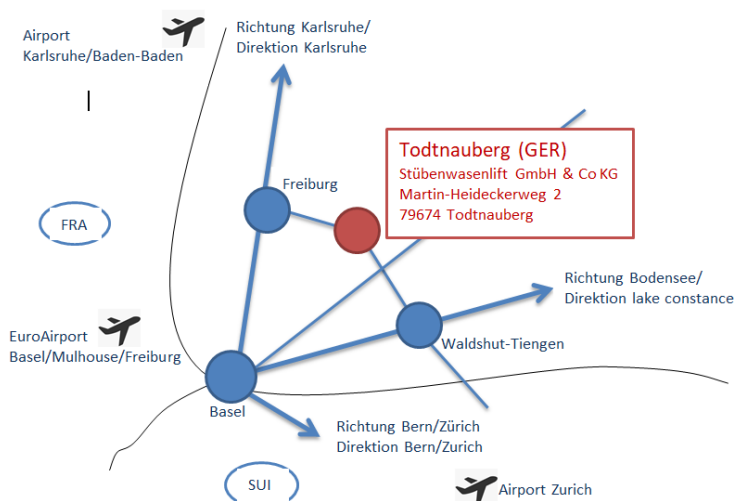 Airport
Karlsruhe/Baden-Baden
Richtung Karlsruhe/
Direktion Karlsruhe
Todtnauberg (GER)
Stübenwasenlift GmbH & Co KG
Martin-Heideckerweg 2
79674 Todtnauberg
Freiburg
FRA
Richtung Bodensee/
Direktion lake constance
EuroAirport
Basel/Mulhouse/Freiburg
Waldshut-Tiengen
Basel
Richtung Bern/Zürich
Direktion Bern/Zurich
SUI
Airport Zurich